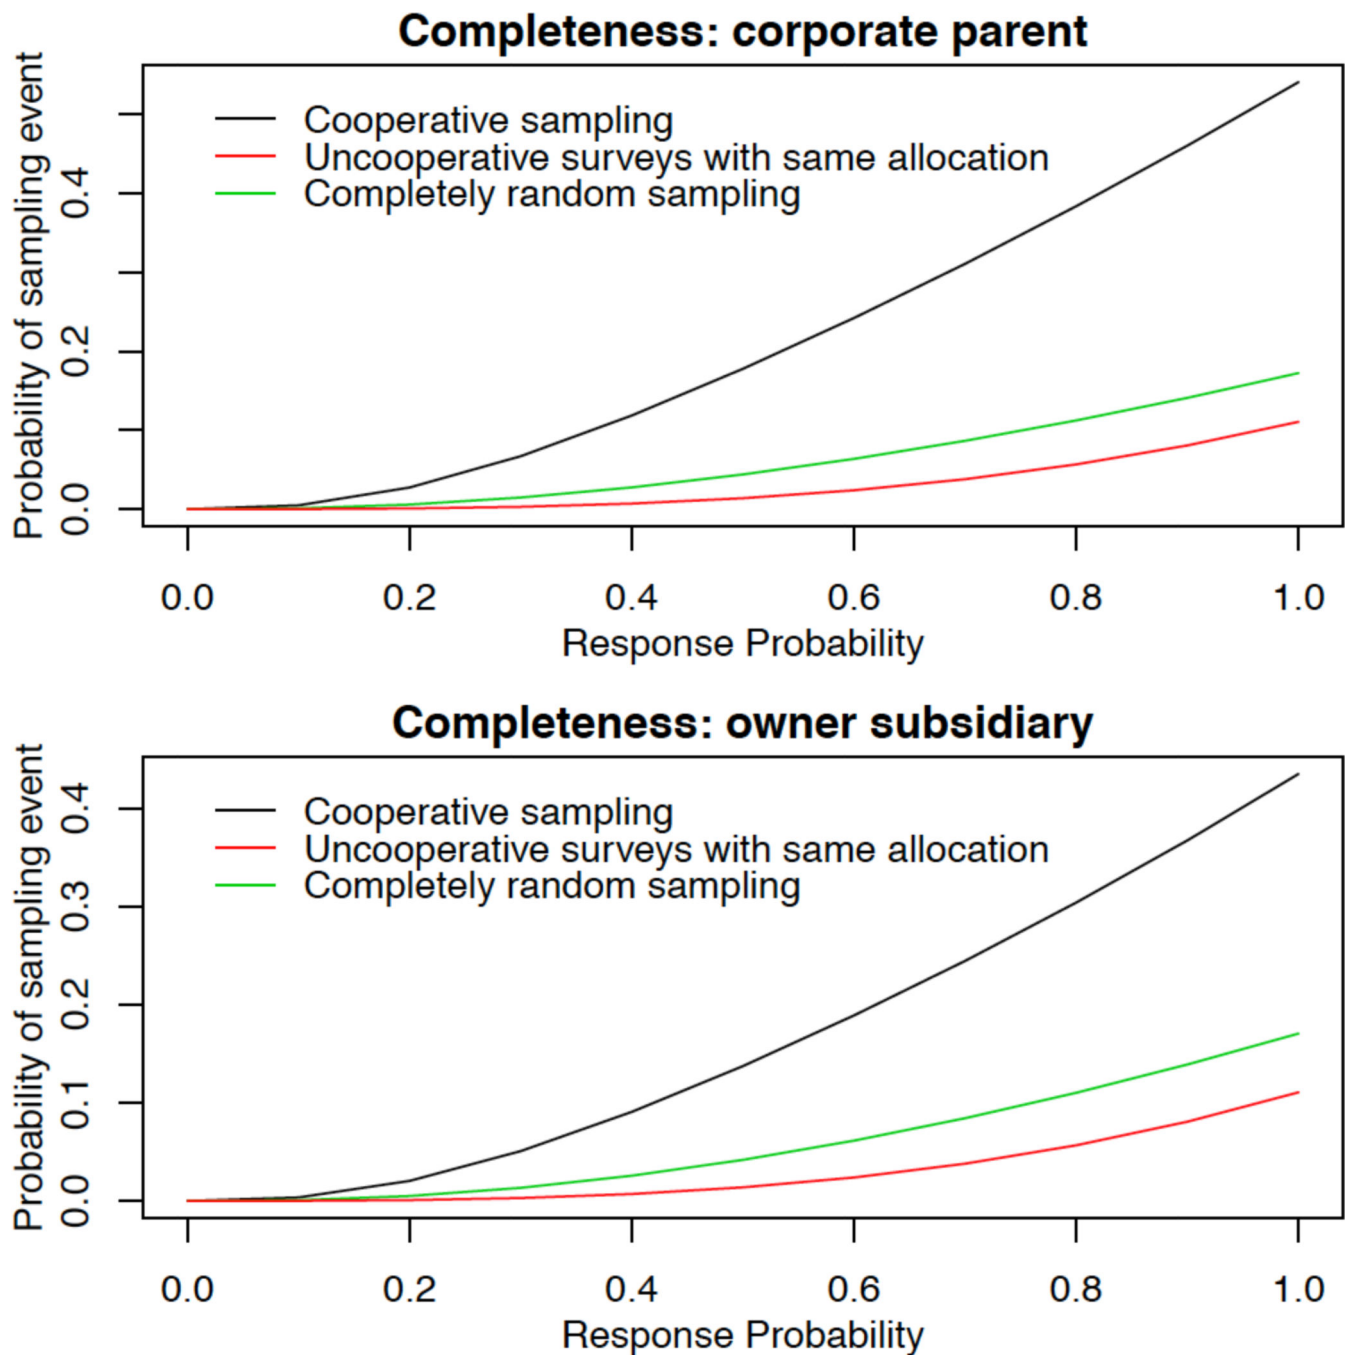 Completeness: corporate parent
Probability of sampling event
0.4
0.2
0.0
Cooperative sampling
Uncooperative surveys with same allocation
Completely random sampling
0.0 0.2 0.4 0.6 0.8 1.0
Response Probability
Completeness: owner subsidiary
Probability of sampling event
0.4
0.3
0.2
0.1
0.0
Cooperative sampling
Uncooperative surveys with same allocation
Completely random sampling
0.0 0.2 0.4 0.6 0.8 1.0
Response Probability